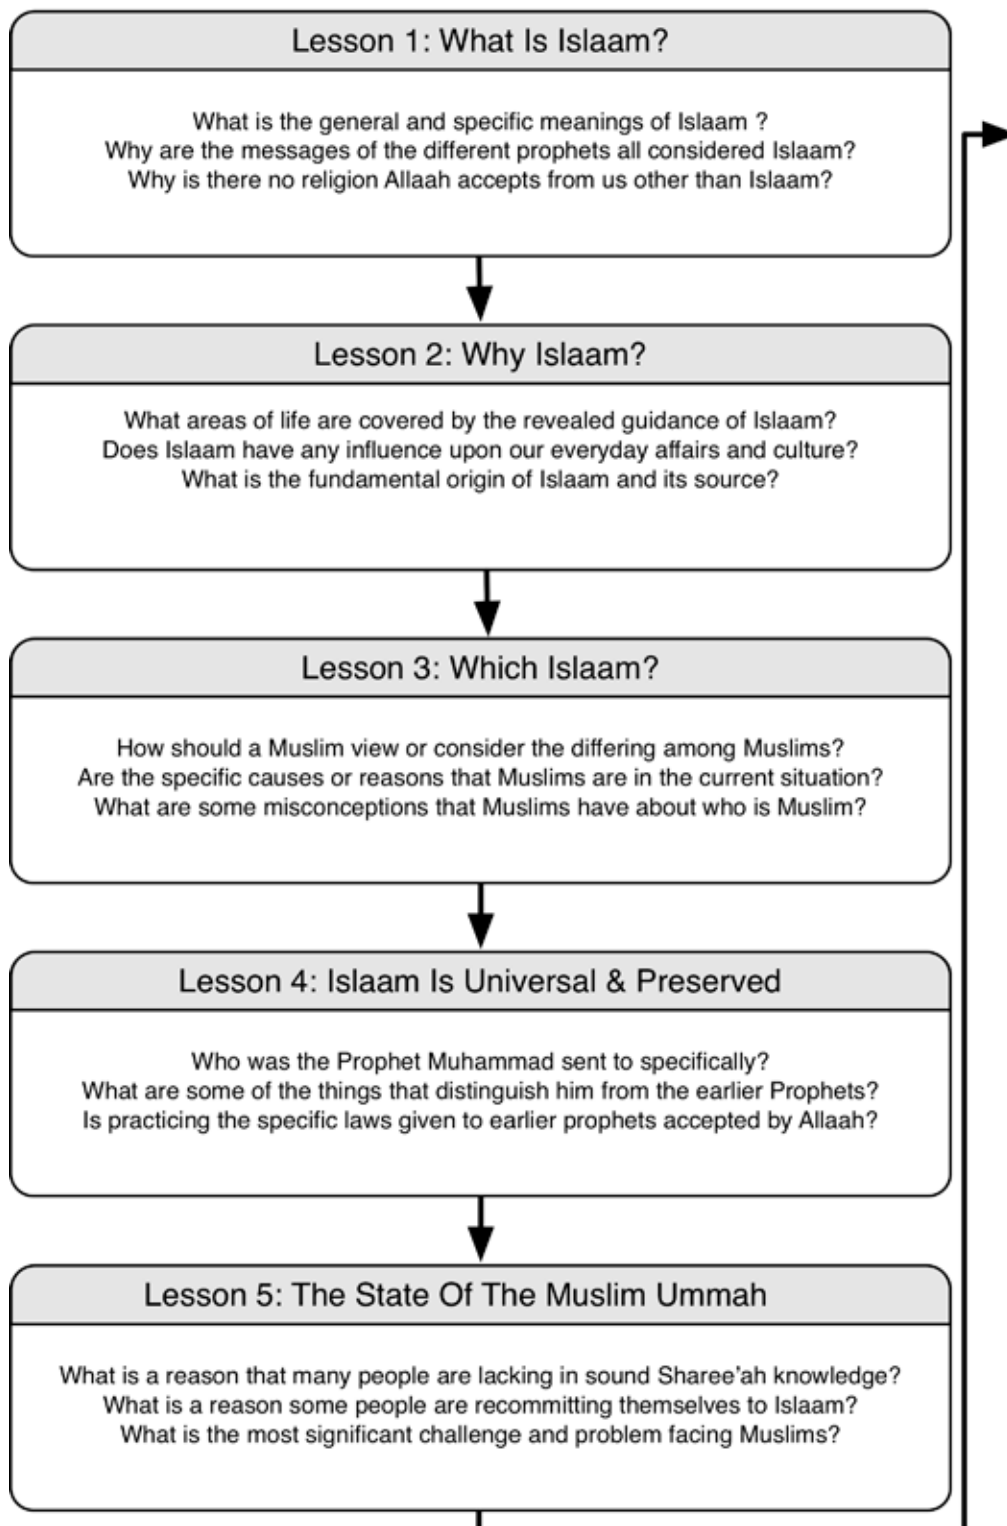 Lesson 1: What Is Islaam?
What is the general and specific meanings of Islaam ?
Why are the messages of the different prophets all considered Islaam?
Why is there no religion Allaah accepts from us other than Islaam?
Lesson 2: Why Islaam?
What areas of life are covered by the revealed guidance of Islaam?
Does Islaam have any influence upon our everyday affairs and culture?
What is the fundamental origin of Islaam and its source?
Lesson 3: Which Islaam?
How should a Muslim view or consider the differing among Muslims?
Are the specific causes or reasons that Muslims are in the current situation?
What are some misconceptions that Muslims have about who is Muslim?
Lesson 4: Islaam Is Universal & Preserved
Who was the Prophet Muhammad sent to specifically?
What are some of the things that distinguish him from the earlier Prophets?
Is practicing the specific laws given to earlier prophets accepted by Allaah?
Lesson 5: The State Of The Muslim Ummah
What is a reason that many people are lacking in sound Sharee'ah knowledge?
What is a reason some people are recommitting themselves to Islaam?
What is the most significant challenge and problem facing Muslims?